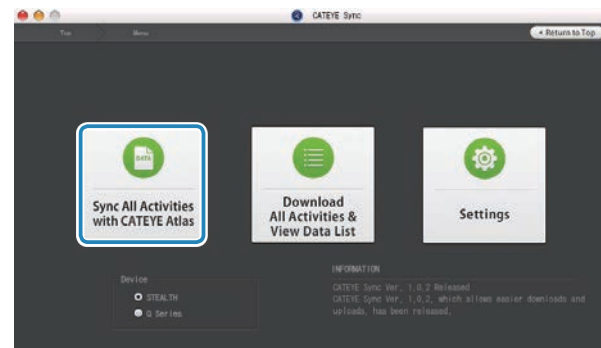 CATEYE Sync
Top
Menu
Return to Top
DATA
Sync All Activities
with CATEYE Atlas
Download
All Activities &
View Data List
Settings
Device
STEALTH
Q Series
INFORMATION
CATEYE Sync Ver. 1.0.2 Released
CATEYE Sync Ver. 1.0.2, which allows easier downloads and
uploads, has been released.